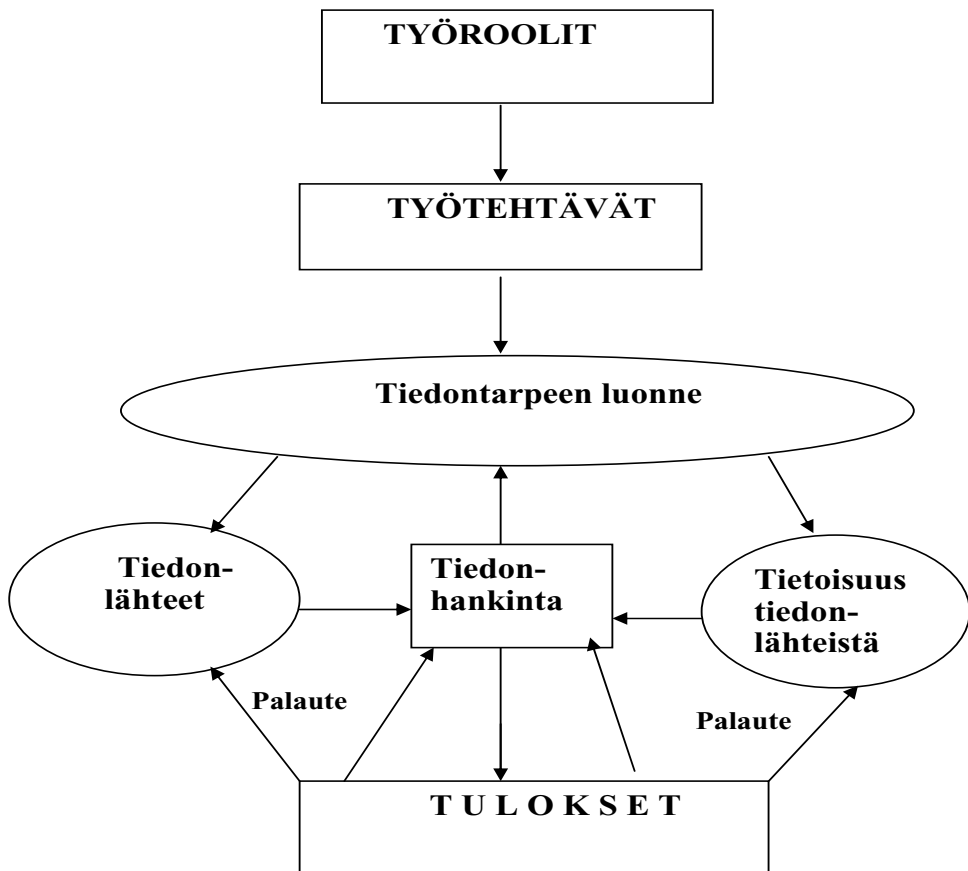 TYÖROOLIT
TYÖTEHTÄVÄT
Tiedontarpeen luonne
Tiedon-
lähteet
Tiedon-
hankinta
Tietoisuus
tiedon-
lähteistä
Palaute
Palaute
T U L O K S E T